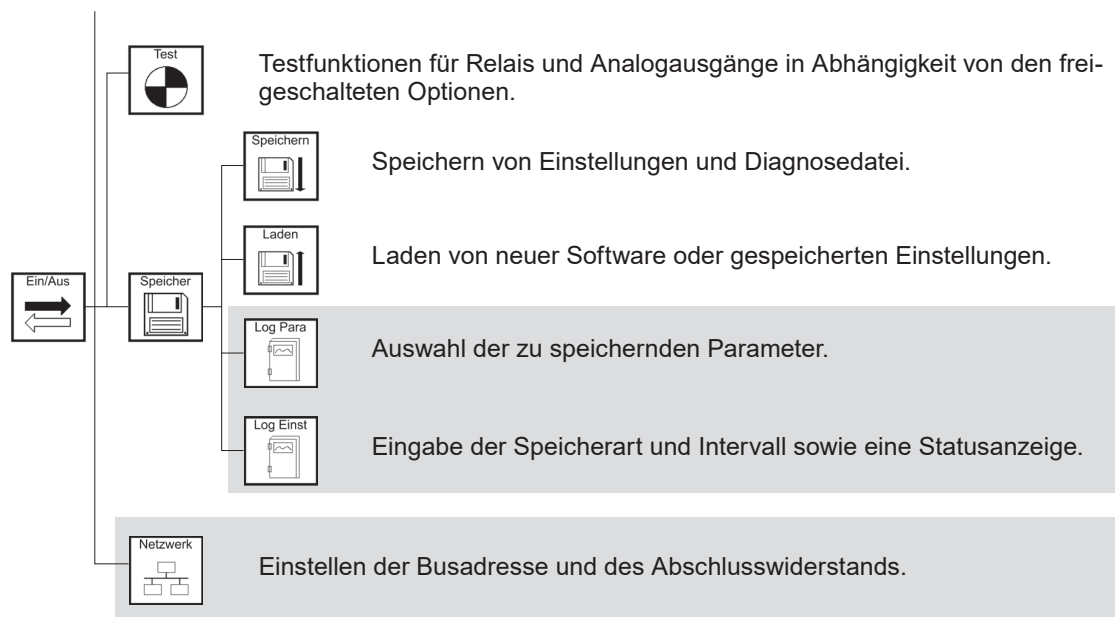 Test
Testfunktionen für Relais und Analogausgänge in Abhängigkeit von den frei-
geschalteten Optionen.
Speichern
Speichern von Einstellungen und Diagnosedatei.
Laden
Laden von neuer Software oder gespeicherten Einstellungen.
Ein/Aus
Speicher
Log Para
Auswahl der zu speichernden Parameter.
Log Einst
Eingabe der Speicherart und Intervall sowie eine Statusanzeige.
Netzwerk
Einstellen der Busadresse und des Abschlusswiderstands.